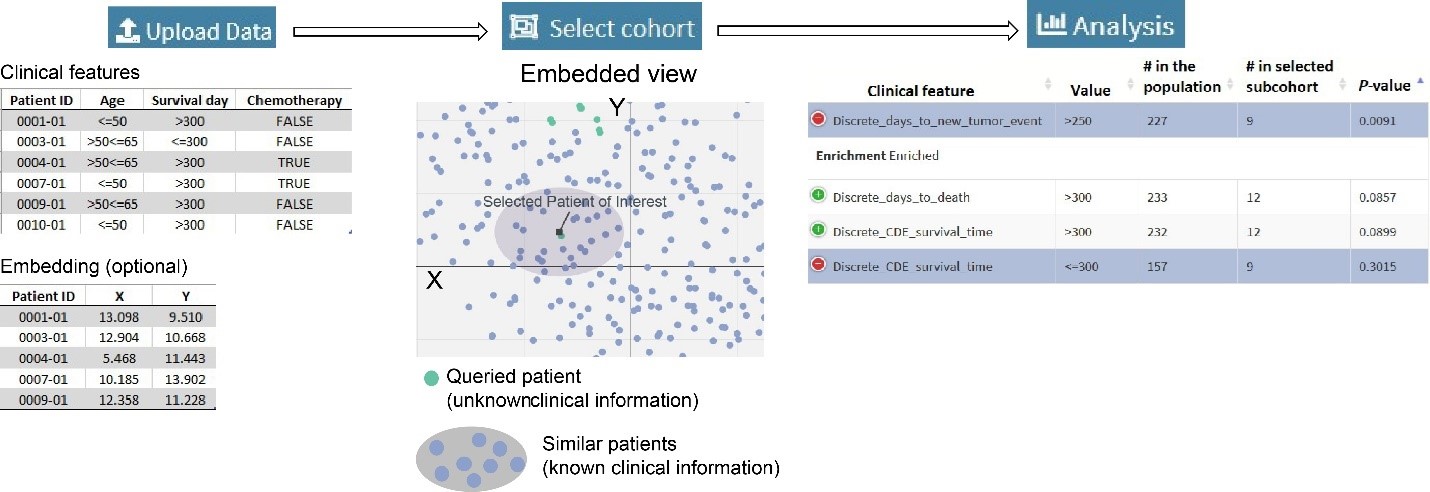 Upload Data
Select cohort
Analysis
Clinical features
Patient ID Age Survival day Chemotherapy
0001-01 <=50 >300 FALSE
0003-01 >50<=65 <=300 FALSE
0004-01 >50<=65 >300 TRUE
0007-01 <=50 >300 TRUE
0009-01 >50<=65 >300 FALSE
0010-01 <=50 >300 FALSE
Embedding (optional)
Patient ID X Y
0001-01 13.098 9.510
0003-01 12.904 10.668
0004-01 5.468 11.443
0007-01 10.185 13.902
0009-01 12.358 11.228
Embedded view
Y
Selected Patient of Interest
X
Queried patient
(unknownclinical information)
Similar patients
(known clinical information)
Clinical feature Value # in the population # in selected subcohort P-value
Discrete_days_to_new_tumor_event >250 227 9 0.0091
Enrichment Enriched
Discrete_days_to_death >300 233 12 0.0857
Discrete_CDE_survival_time >300 232 12 0.0899
Discrete_CDE_survival_time <=300 157 9 0.3015